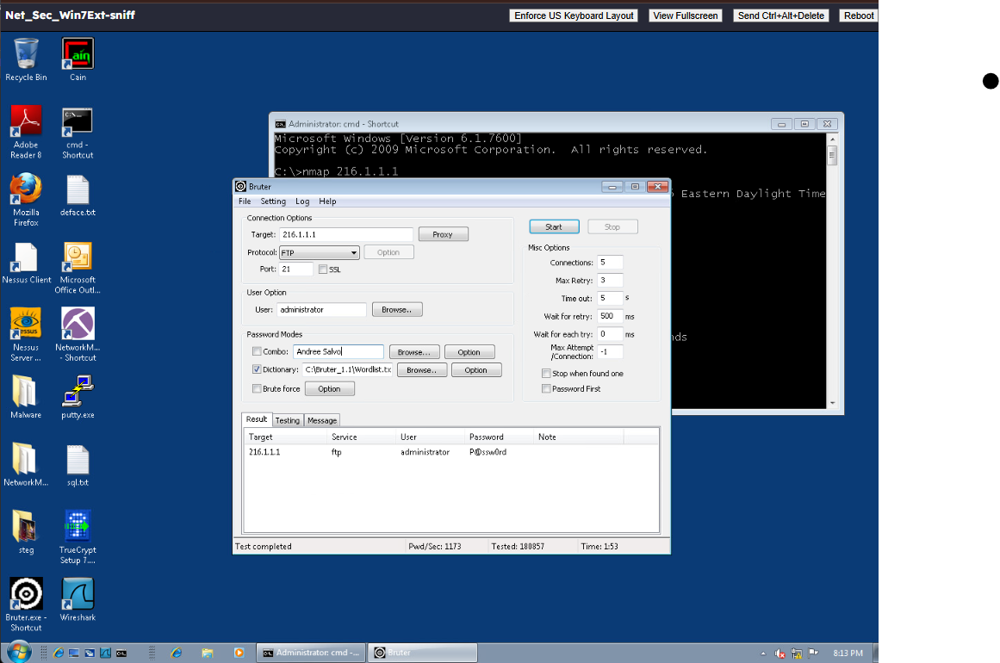 Net_Sec_Win7Ext-sniff
Enforce US Keyboard Layout View Fullscreen Send Ctrl+Alt+Delete Reboot
Recycle Bin
Cain
Adobe Reader 8
cmd - Shortcut
Mozilla Firefox
deface.txt
Nessus Client
Microsoft Office Outl...
Nessus Server ...
NetworkM... - Shortcut
Malware
putty.exe
NetworkM...
sql.txt
steg
TrueCrypt Setup 7....
Bruter.exe - Shortcut
Wireshark
Administrator: cmd - Shortcut
Microsoft Windows [Version 6.1.7600]
Copyright (c) 2009 Microsoft Corporation. All rights reserved.
C:\>nmap 216.1.1.1
Eastern Daylight Time
Bruter
File Setting Log Help
Connection Options
Target: 216.1.1.1 Proxy
Protocol: FTP Option
Port: 21 SSL
User Option
User: administrator Browse..
Password Modes
Combo: Andree Salvo Browse... Option
Dictionary: C:\Bruter_1.1\Wordlist.tx Browse.. Option
Brute force Option
Start Stop
Misc Options
Connections: 5
Max Retry: 3
Time out: 5 s
Wait for retry: 500 ms
Wait for each try: 0 ms
Max Attempt /Connection: -1
Stop when found one
Password First
Result Testing Message
Target Service User Password Note
216.1.1.1 ftp administrator P@ssw0rd
Test completed Pwd/Sec: 1173 Tested: 180857 Time: 1:53
Administrator: cmd -... Bruter 8:13 PM